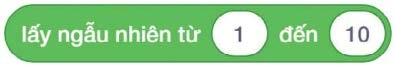 lấy ngẫu nhiên từ 1 đến 10